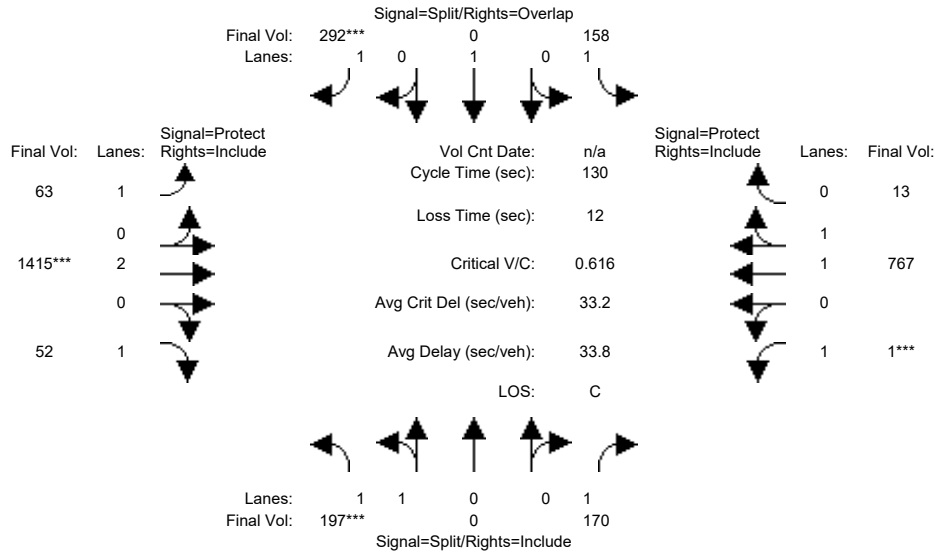 Signal=Split/Rights=Overlap
Final Vol: 292*** 0 158
Lanes: 1 0 1 0 1
Signal=Protect
Final Vol: Lanes: Rights=Include
Vol Cnt Date: n/a
Signal=Protect
Rights=Include Lanes: Final Vol:
Cycle Time (sec): 130
63 1
0 13
Loss Time (sec): 12
0
1
1415*** 2
Critical V/C: 0.616
1 767
0
Avg Crit Del (sec/veh): 33.2
0
52 1
Avg Delay (sec/veh): 33.8
1 1***
LOS: C
Lanes: 1 1 0 0 1
Final Vol: 197*** 0 170
Signal=Split/Rights=Include